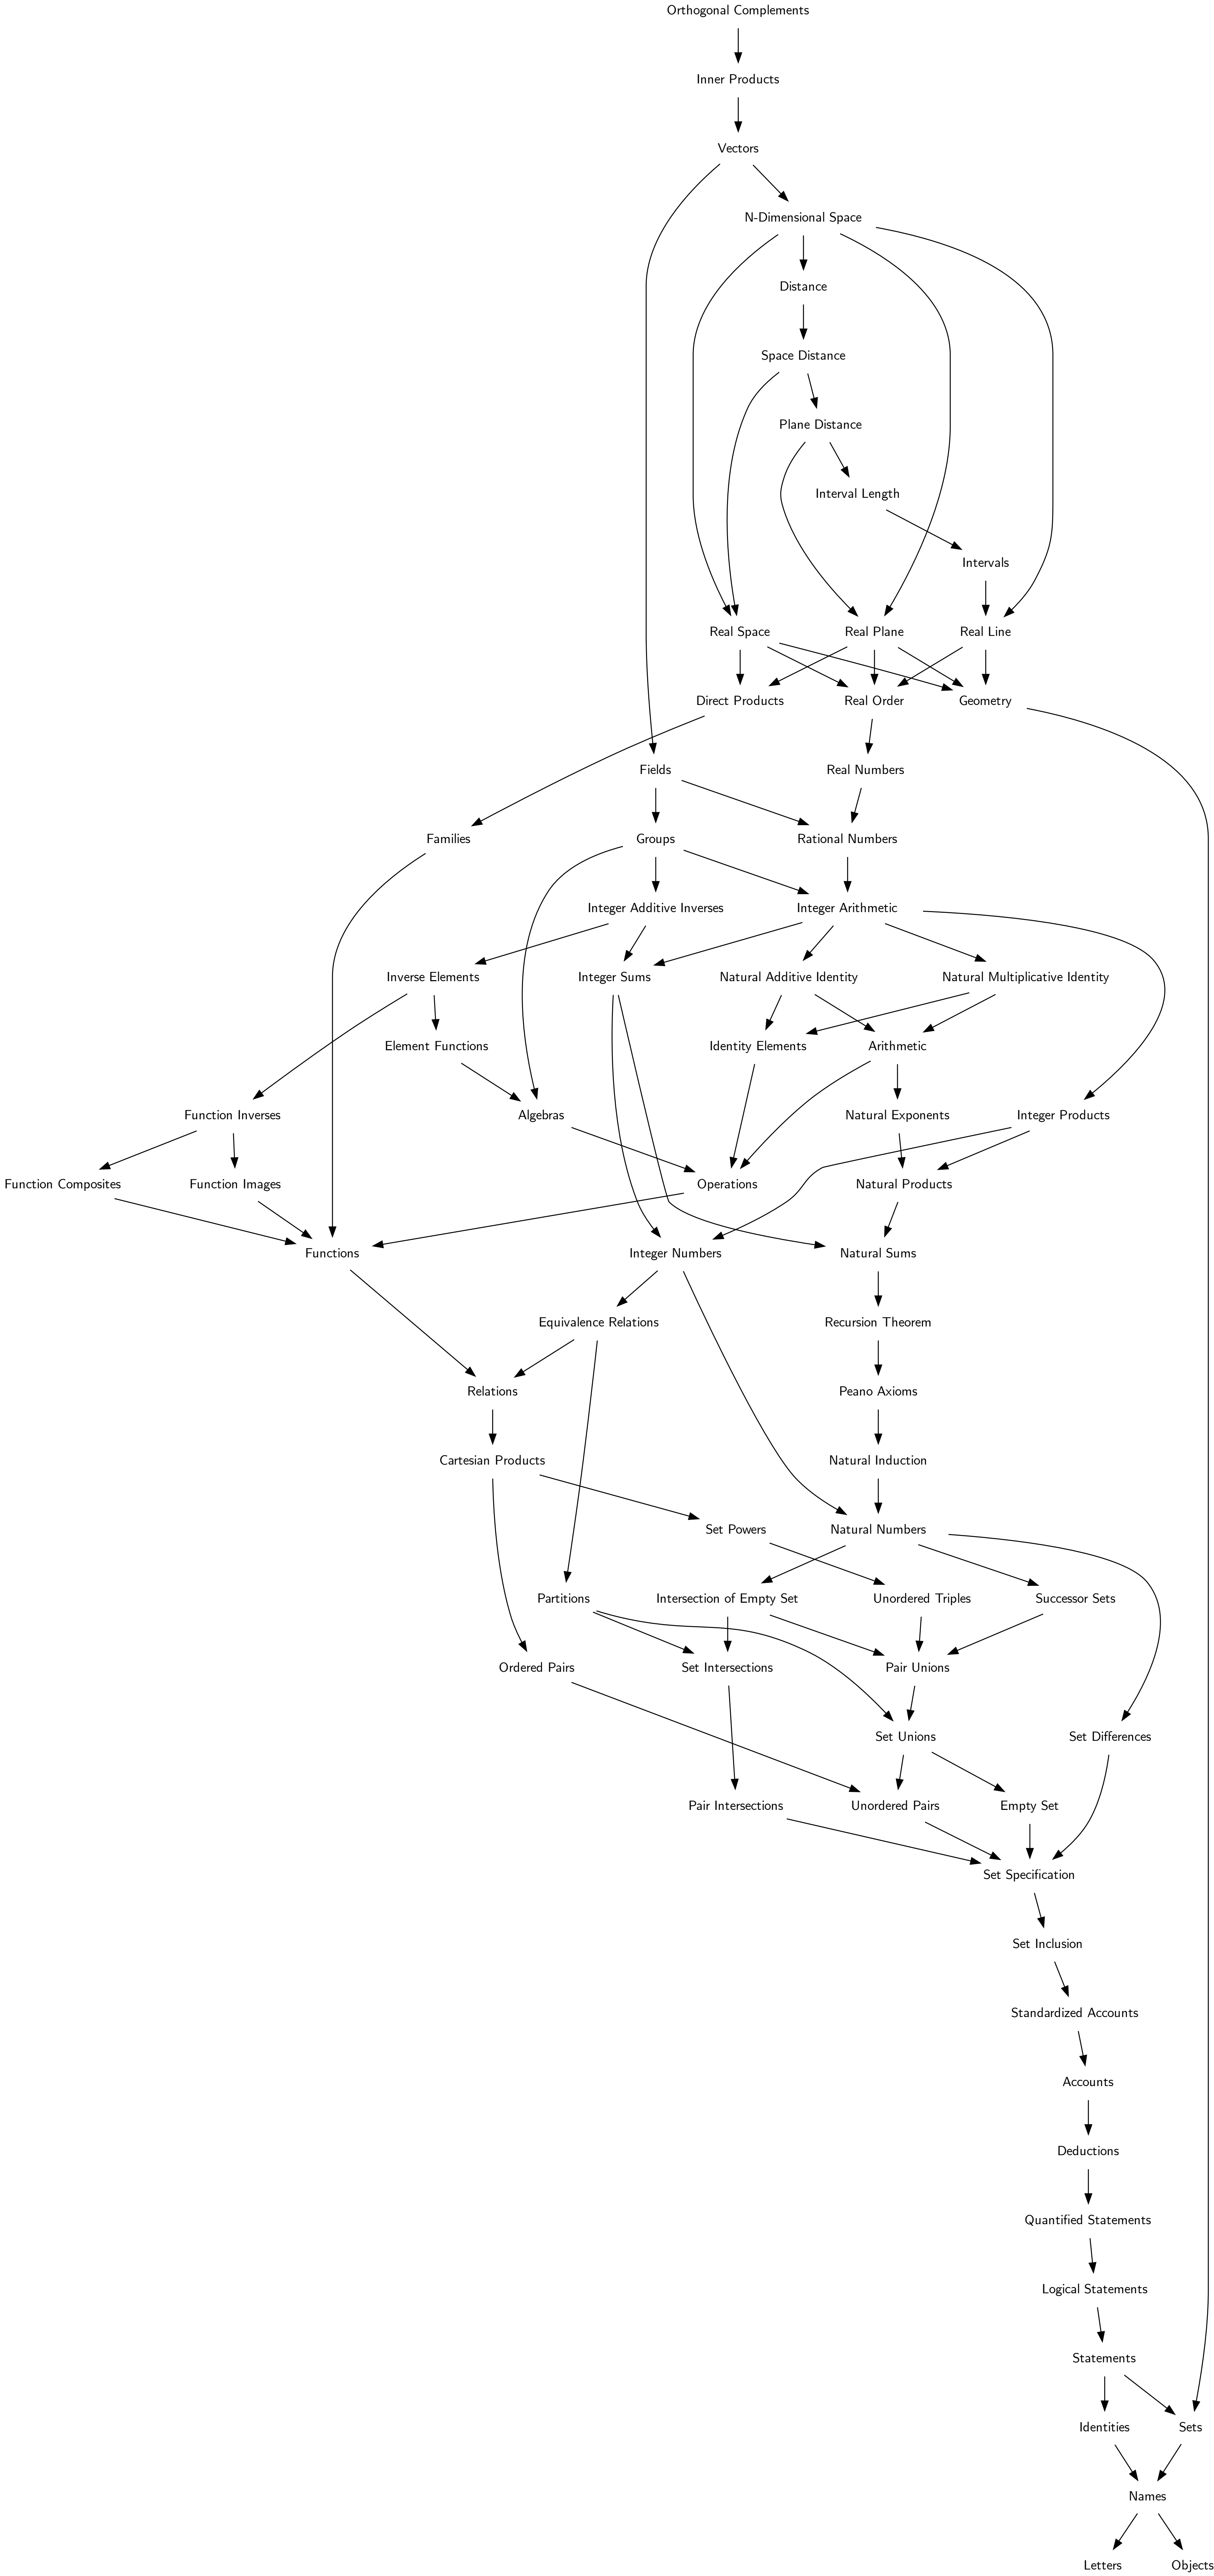 Orthogonal Complements
Inner Products
Vectors
N-Dimensional Space
Distance
Space Distance
Plane Distance
Interval Length
Intervals
Real Space
Real Plane
Real Line
Direct Products
Real Order
Geometry
Fields
Real Numbers
Families
Groups
Rational Numbers
Integer Additive Inverses
Integer Arithmetic
Inverse Elements
Integer Sums
Natural Additive Identity
Natural Multiplicative Identity
Element Functions
Identity Elements
Arithmetic
Function Inverses
Algebras
Natural Exponents
Integer Products
Function Composites
Function Images
Operations
Natural Products
Functions
Integer Numbers
Natural Sums
Equivalence Relations
Recursion Theorem
Relations
Peano Axioms
Cartesian Products
Natural Induction
Set Powers
Natural Numbers
Partitions
Intersection of Empty Set
Unordered Triples
Successor Sets
Ordered Pairs
Set Intersections
Pair Unions
Set Unions
Set Differences
Pair Intersections
Unordered Pairs
Empty Set
Set Specification
Set Inclusion
Standardized Accounts
Accounts
Deductions
Quantified Statements
Logical Statements
Statements
Identities
Sets
Names
Letters
Objects